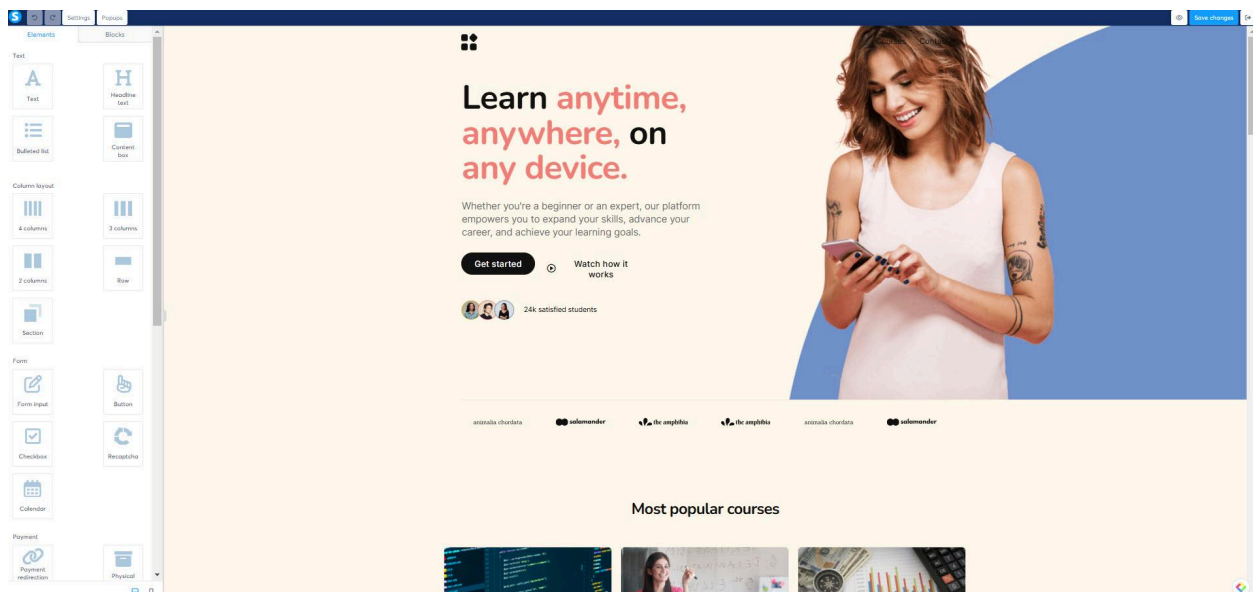 S
Settings
Popups
Save changes
Elements
Blocks
Text
A
Text
H
Headline
text
Bulleted list
Content
box
Column layout
4 columns
3 columns
2 columns
Row
Section
Form
Form input
Button
Checkbox
Recaptcha
Calendar
Payment
Payment
redirection
Physical
Learn anytime,
anywhere, on
any device.
Whether you're a beginner or an expert, our platform
empowers you to expand your skills, advance your
career, and achieve your learning goals.
Get started
Watch how it
works
24k satisfied students
animalia chordata
salamander
the amphibia
the amphibia
animalia chordata
salamander
Most popular courses